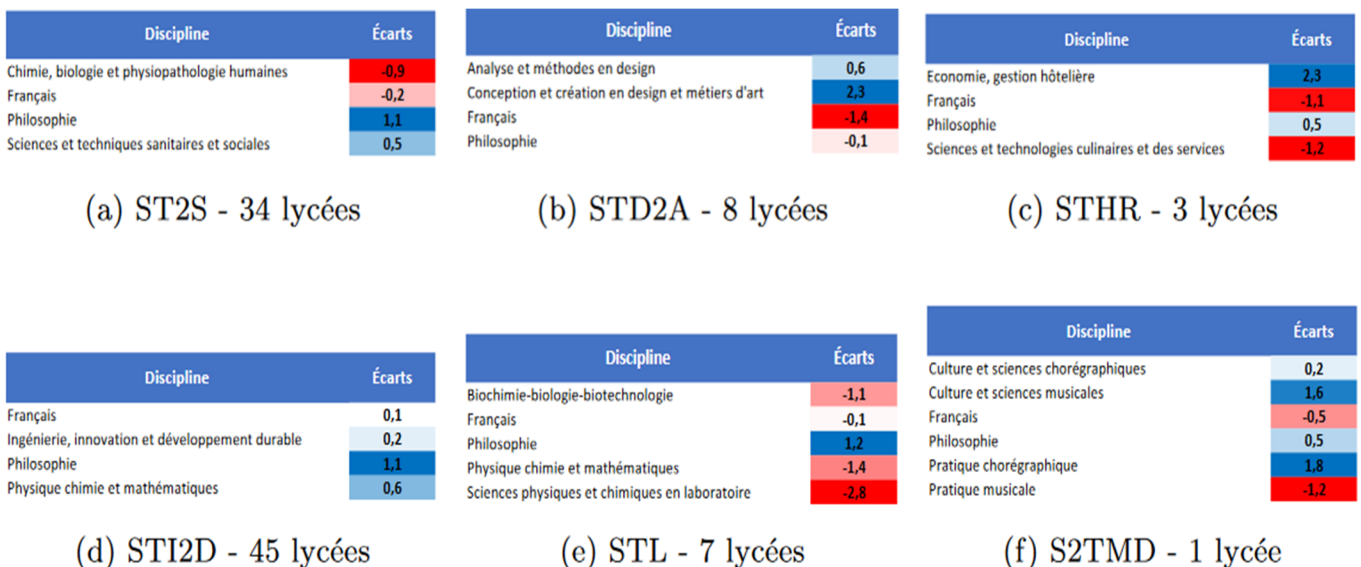 Discipline Écarts
Chimie, biologie et physiopathologie humaines -0,9
Français -0,2
Philosophie 1,1
Sciences et techniques sanitaires et sociales 0,5
(a) ST2S - 34 lycées
Discipline Écarts
Analyse et méthodes en design 0,6
Conception et création en design et métiers d'art 2,3
Français -1,4
Philosophie -0,1
(b) STD2A - 8 lycées
Discipline Écarts
Economie, gestion hôtelière 2,3
Français -1,1
Philosophie 0,5
Sciences et technologies culinaires et des services -1,2
(c) STHR - 3 lycées
Discipline Écarts
Français 0,1
Ingénierie, innovation et développement durable 0,2
Philosophie 1,1
Physique chimie et mathématiques 0,6
(d) STI2D - 45 lycées
Discipline Écarts
Biochimie-biologie-biotechnologie -1,1
Français -0,1
Philosophie 1,2
Physique chimie et mathématiques -1,4
Sciences physiques et chimiques en laboratoire -2,8
(e) STL - 7 lycées
Discipline Écarts
Culture et sciences chorégraphiques 0,2
Culture et sciences musicales 1,6
Français -0,5
Philosophie 0,5
Pratique chorégraphique 1,8
Pratique musicale -1,2
(f) S2TMD - 1 lycée